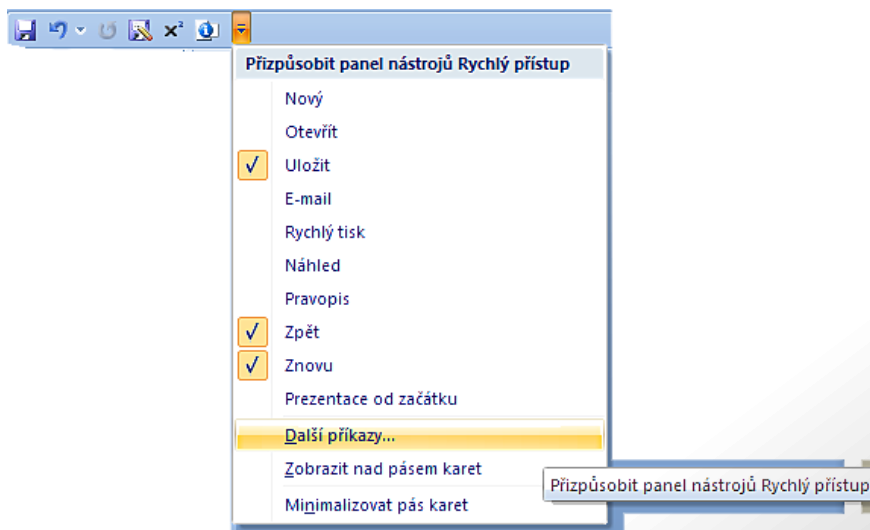 x²
Přizpůsobit panel nástrojů Rychlý přístup
Nový
Otevřít
Uložit
E-mail
Rychlý tisk
Náhled
Pravopis
Zpět
Znovu
Prezentace od začátku
Další příkazy...
Zobrazit nad pásem karet
Přizpůsobit panel nástrojů Rychlý přístup
Minimalizovat pás karet